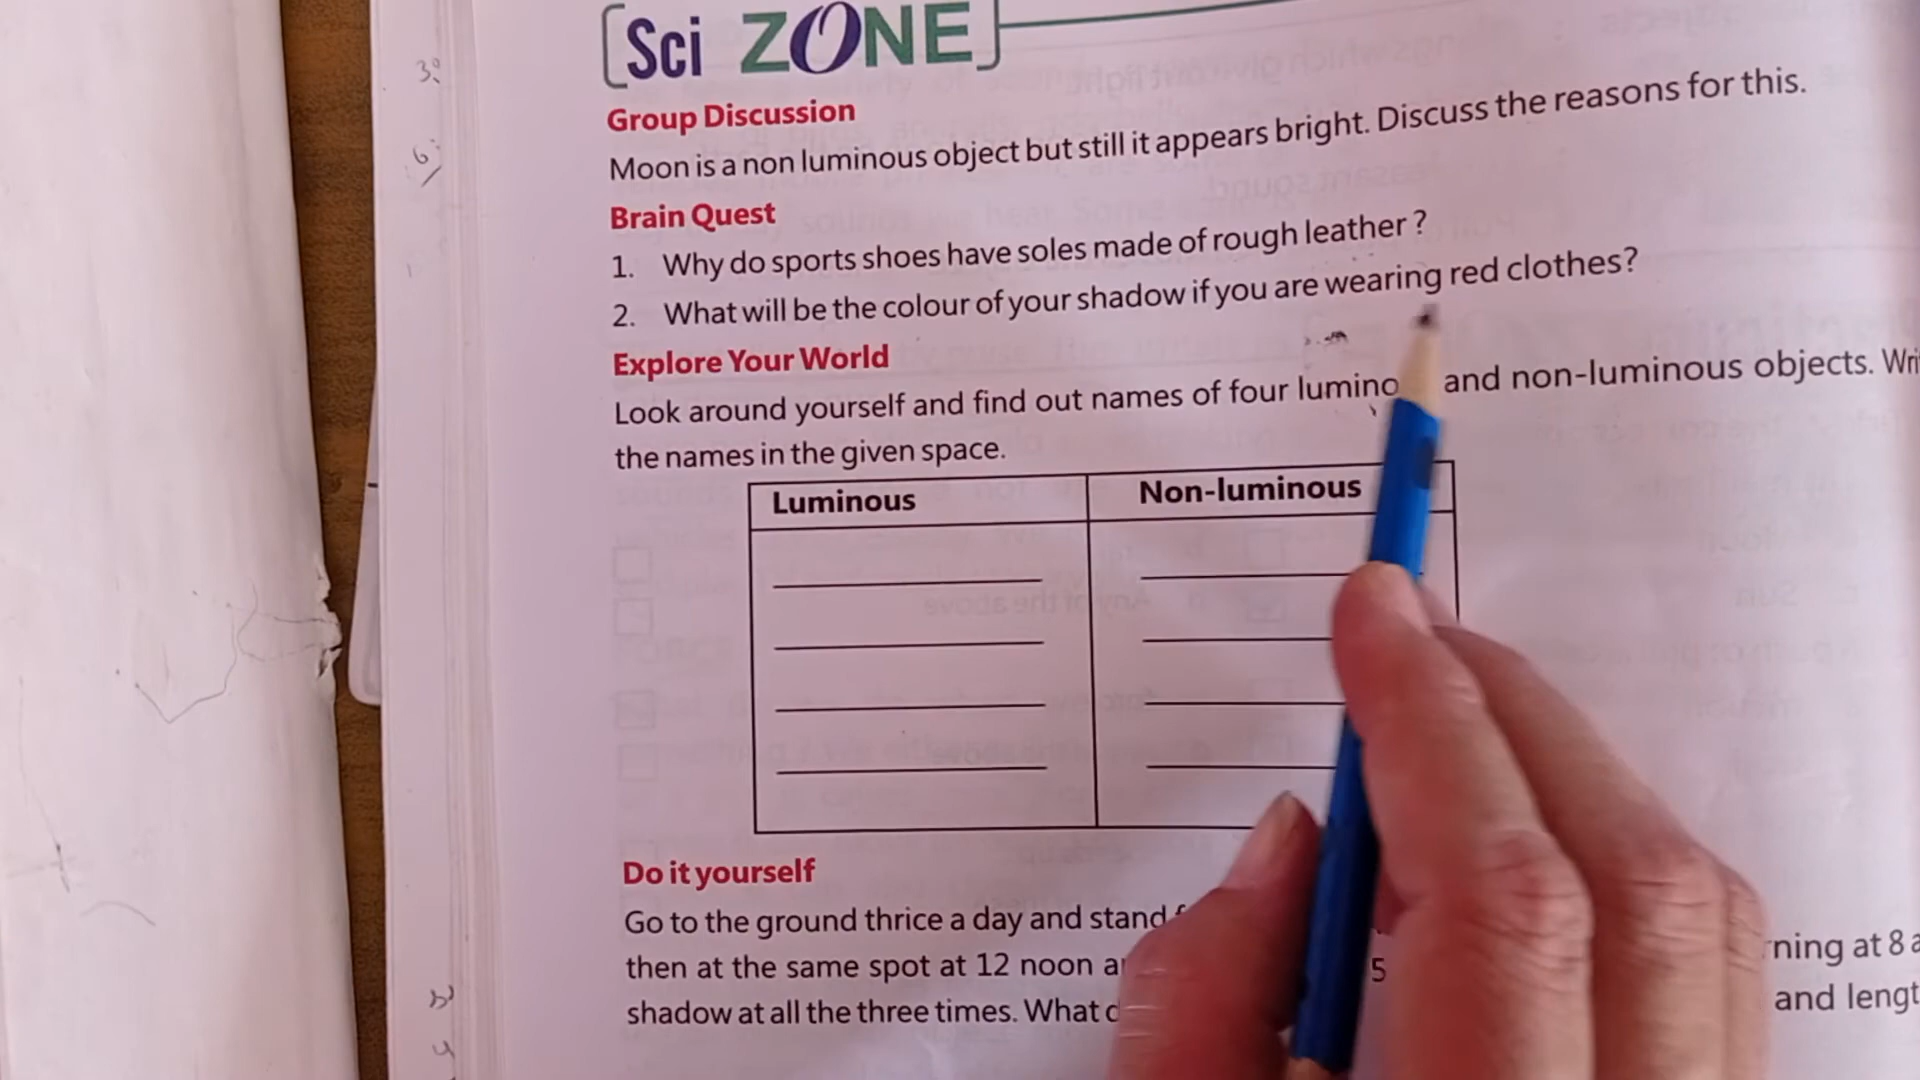 Sci ZONE
Group Discussion
Moon is a non luminous object but still it appears bright. Discuss the reasons for this.
Brain Quest
1. Why do sports shoes have soles made of rough leather ?
2. What will be the colour of your shadow if you are wearing red clothes?
Explore Your World
Look around yourself and find out names of four and non-luminous objects.
the names in the given space.
Luminous Non-luminous
Do it yourself
Go to the ground thrice a day and stand
then at the same spot at 12 noon 5
shadow at all the three times. What
at 8
and